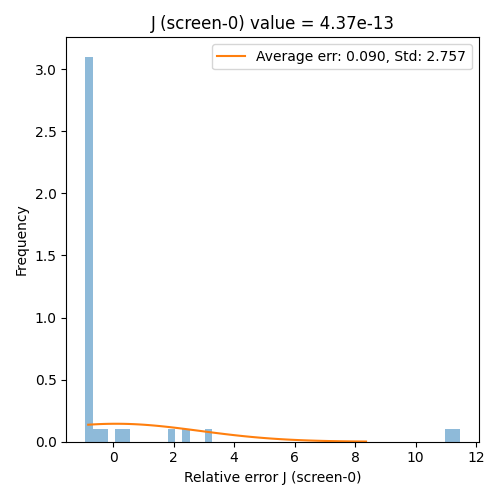 J (screen-0) value = 4.37e-13
Average err: 0.090, Std: 2.757
3.0
2.5
2.0
1.5
1.0
0.5
0.0
Frequency
0 2 4 6 8 10 12
Relative error J (screen-0)